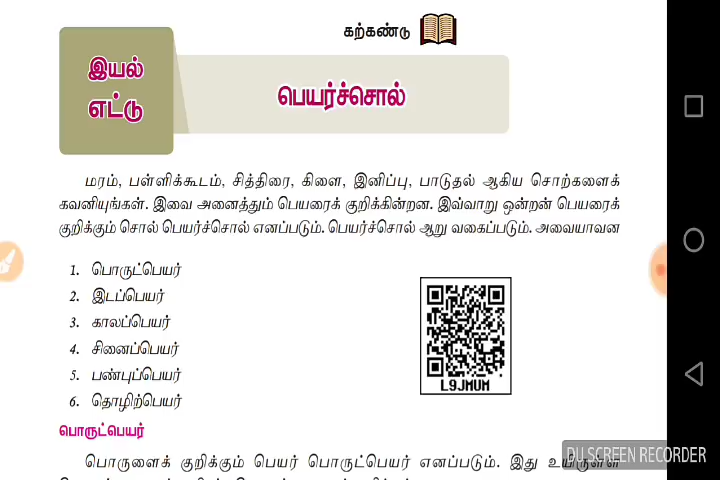 கற்கண்டு
இயல்
எட்டு
பெயர்ச்சொல்
மரம், பள்ளிக்கூடம், சித்திரை, கிளை, இனிப்பு, பாடுதல் ஆகிய சொற்களைக்
கவனியுங்கள். இவை அனைத்தும் பெயரைக் குறிக்கின்றன. இவ்வாறு ஒன்றன் பெயரைக்
குறிக்கும் சொல் பெயர்ச்சொல் எனப்படும். பெயர்ச்சொல் ஆறு வகைப்படும். அவையாவன
1. பொருட்பெயர்
2. இடப்பெயர்
3. காலப்பெயர்
4. சினைப்பெயர்
5. பண்புப்பெயர்
6. தொழிற்பெயர்
L9JMUM
பொருட்பெயர்
பொருளைக் குறிக்கும் பெயர் பொருட்பெயர் எனப்படும். இது உயிருள்ள
DU SCREEN RECORDER